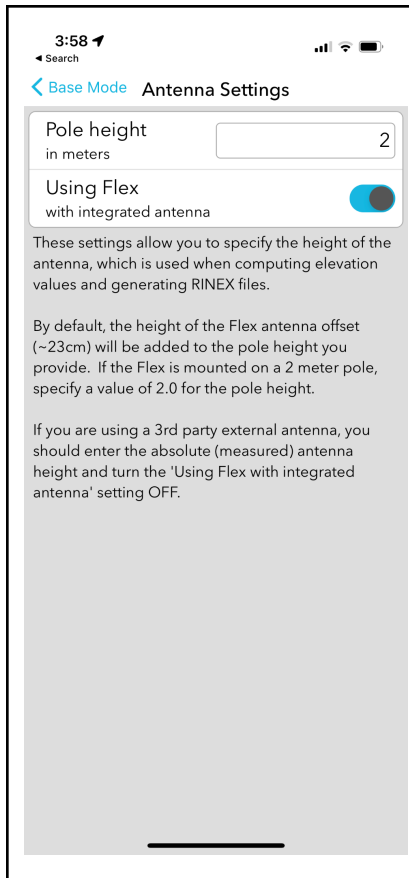 3:58
◄ Search
Base Mode Antenna Settings
Pole height
in meters
2
Using Flex
with integrated antenna
These settings allow you to specify the height of the
antenna, which is used when computing elevation
values and generating RINEX files.
By default, the height of the Flex antenna offset
(~23cm) will be added to the pole height you
provide.  If the Flex is mounted on a 2 meter pole,
specify a value of 2.0 for the pole height.
If you are using a 3rd party external antenna, you
should enter the absolute (measured) antenna
height and turn the 'Using Flex with integrated
antenna' setting OFF.